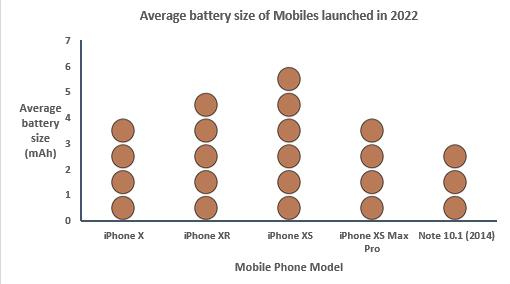 Average battery size of Mobiles launched in 2022
7
6
5
4
3
2
1
0
Average
battery
size
(mAh)
iPhone X
iPhone XR
iPhone XS
iPhone XS Max
Pro
Note 10.1 (2014)
Mobile Phone Model